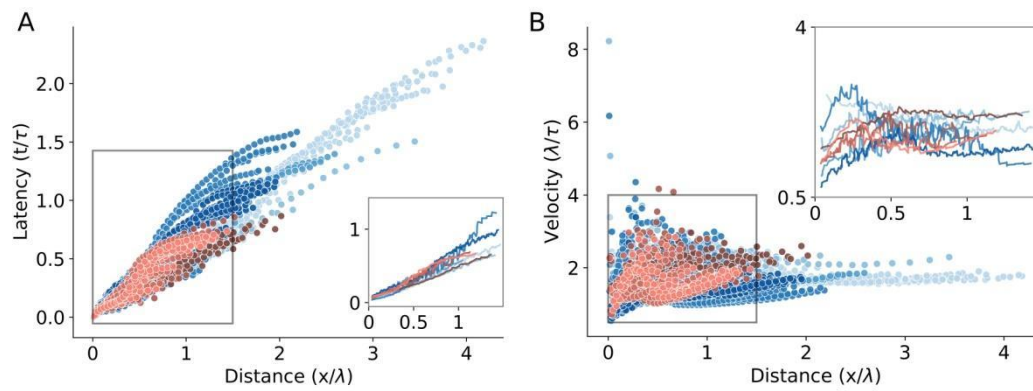 A
Latency (t/τ)
2.0
1.5
1.0
0.5
0.0
0 1 2 3 4
Distance (x/λ)
1
0
0 0.5 1
B
Velocity (λ/τ)
8
6
4
2
0 1 2 3 4
Distance (x/λ)
4
0.5
0 0.5 1